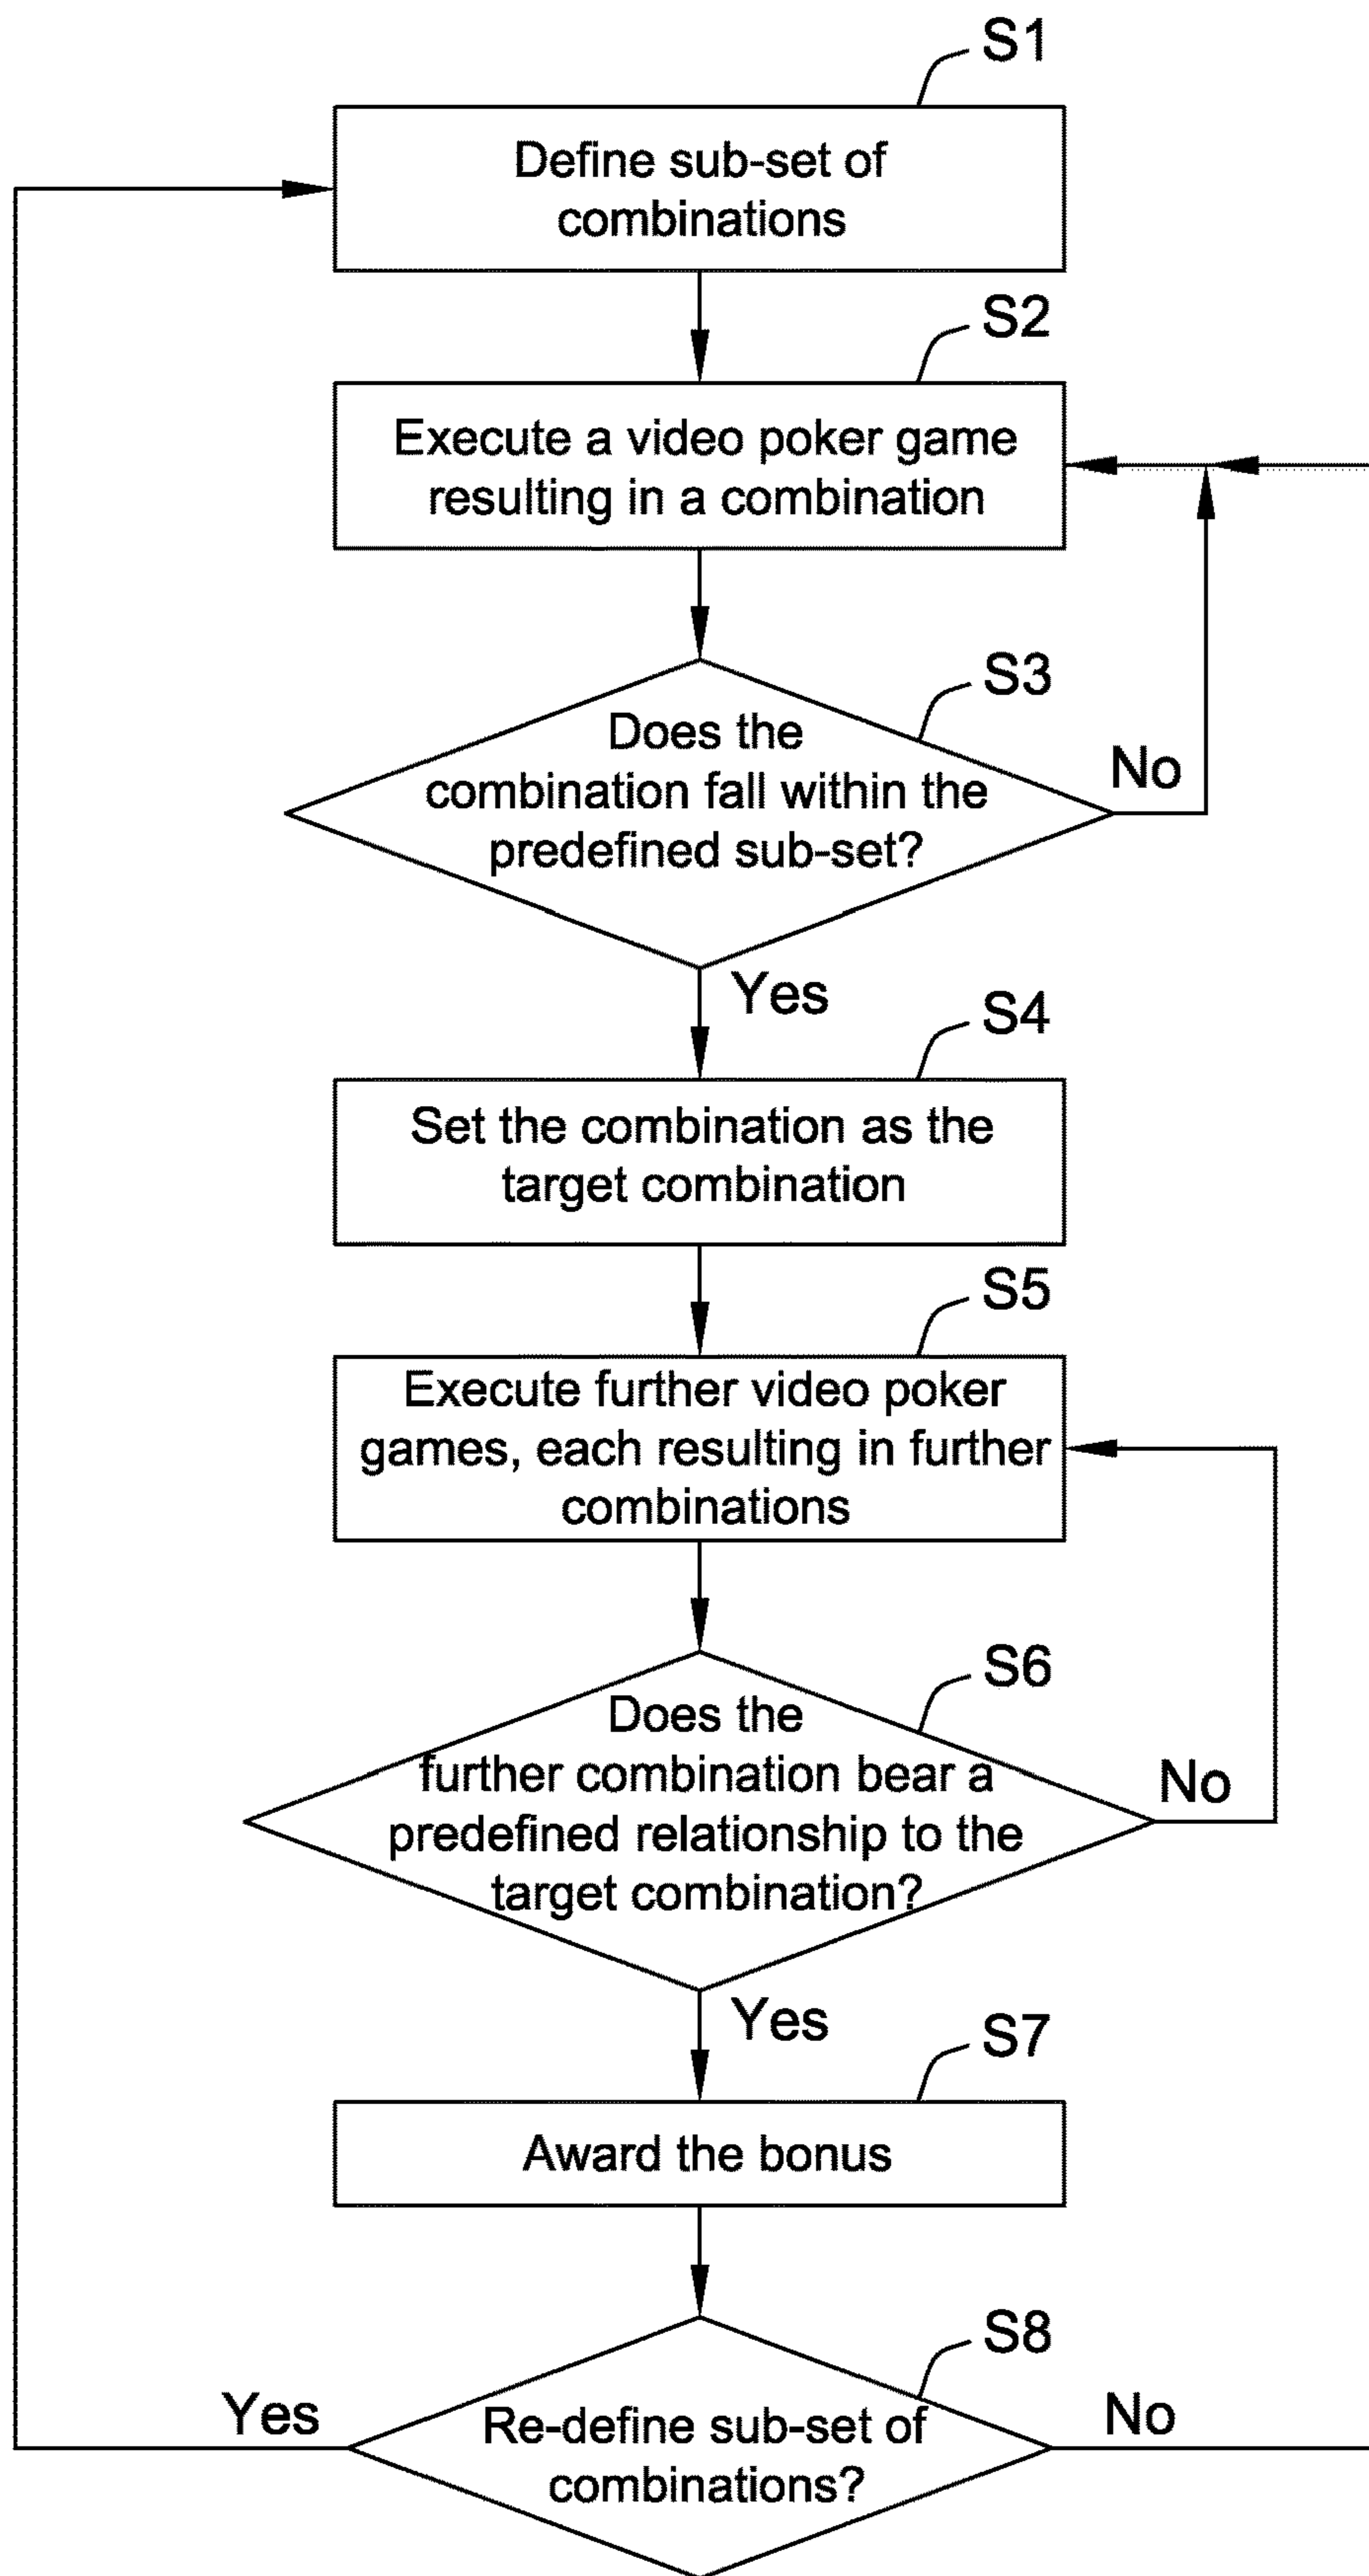 S1
Define sub-set of
combinations
S2
Execute a video poker game
resulting in a combination
S3
Does the
combination fall within the
predefined sub-set?
No
Yes
S4
Set the combination as the
target combination
S5
Execute further video poker
games, each resulting in further
combinations
S6
Does the
further combination bear a
predefined relationship to the
target combination?
No
Yes
S7
Award the bonus
S8
Yes
Re-define sub-set of
combinations?
No